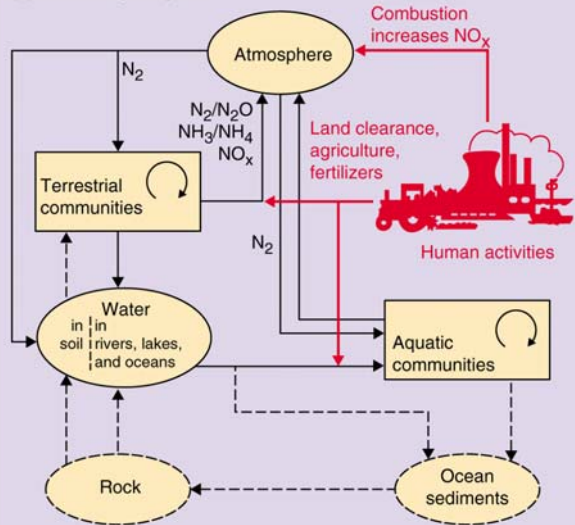 Combustion
increases NOx
Atmosphere
N2
N2/N2O
NH3/NH4
NOx
Land clearance,
agriculture,
fertilizers
Terrestrial
communities
N2
Human activities
Water
in in
soil rivers, lakes,
and oceans
Aquatic
communities
Rock
Ocean
sediments